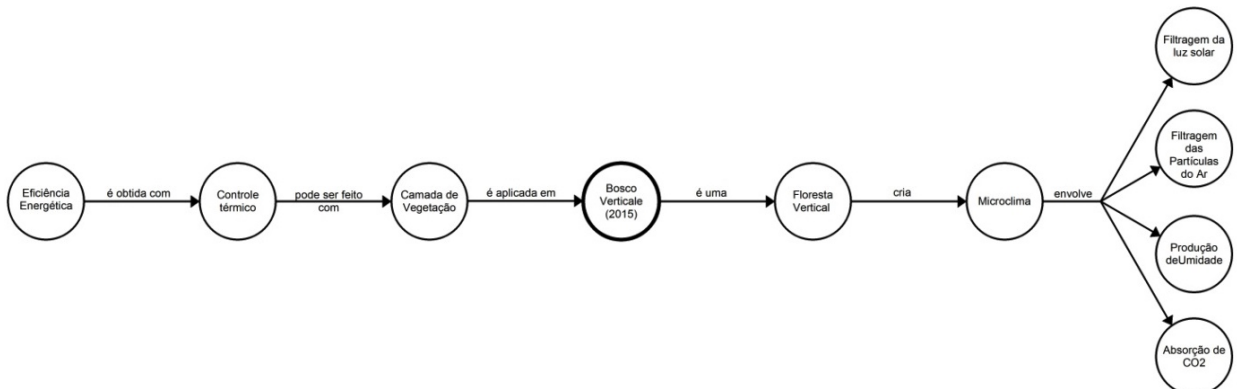 Eficiência
Energética
é obtida com
Controle
térmico
pode ser feito
com
Camada de
Vegetação
é aplicada em
Bosco
Verticale
(2015)
é uma
Floresta
Vertical
cria
Microclima
envolve
Filtragem da
luz solar
Filtragem
das
Partículas
do Ar
Produção
deUmidade
Absorção de
CO2